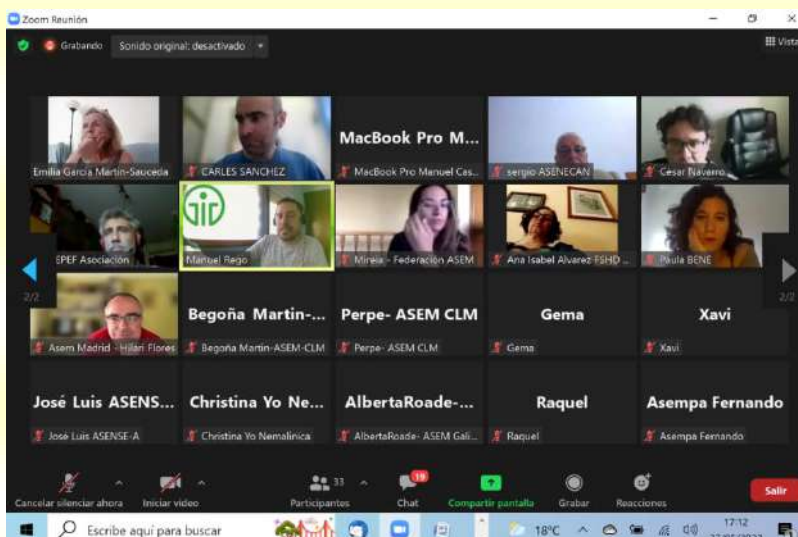 Zoom Reunión
Grabando
Sonido original: desactivado
Vista
Emilia García Martín-Sauceda
CARLES SANCHEZ
MacBook Pro M...
MacBook Pro Manuel Cas...
sergio ASENECAN
César Navarro
EPEF Asociación
GiD
Manuel Rego
Mireia - Federación ASEM
Ana Isabel Alvarez FSHD ...
Paula BENE
2/2
2/2
Asem Madrid - Hilari Flores
Begoña Martin-...
Begoña Martin-ASEM-CLM
Perpe- ASEM CLM
Perpe- ASEM CLM
Gema
Gema
Xavi
Xavi
José Luis ASENS...
José Luis ASENSE-A
Christina Yo Ne...
Christina Yo Nemalinica
AlbertaRoade-...
AlbertaRoade- ASEM Gali...
Raquel
Raquel
Asempa Fernando
Asempa Fernando
Cancelar silenciar ahora
Iniciar video
33
Participantes
19
Chat
Compartir pantalla
Grabar
Reacciones
Salir
Escribe aquí para buscar
18°C
17:12